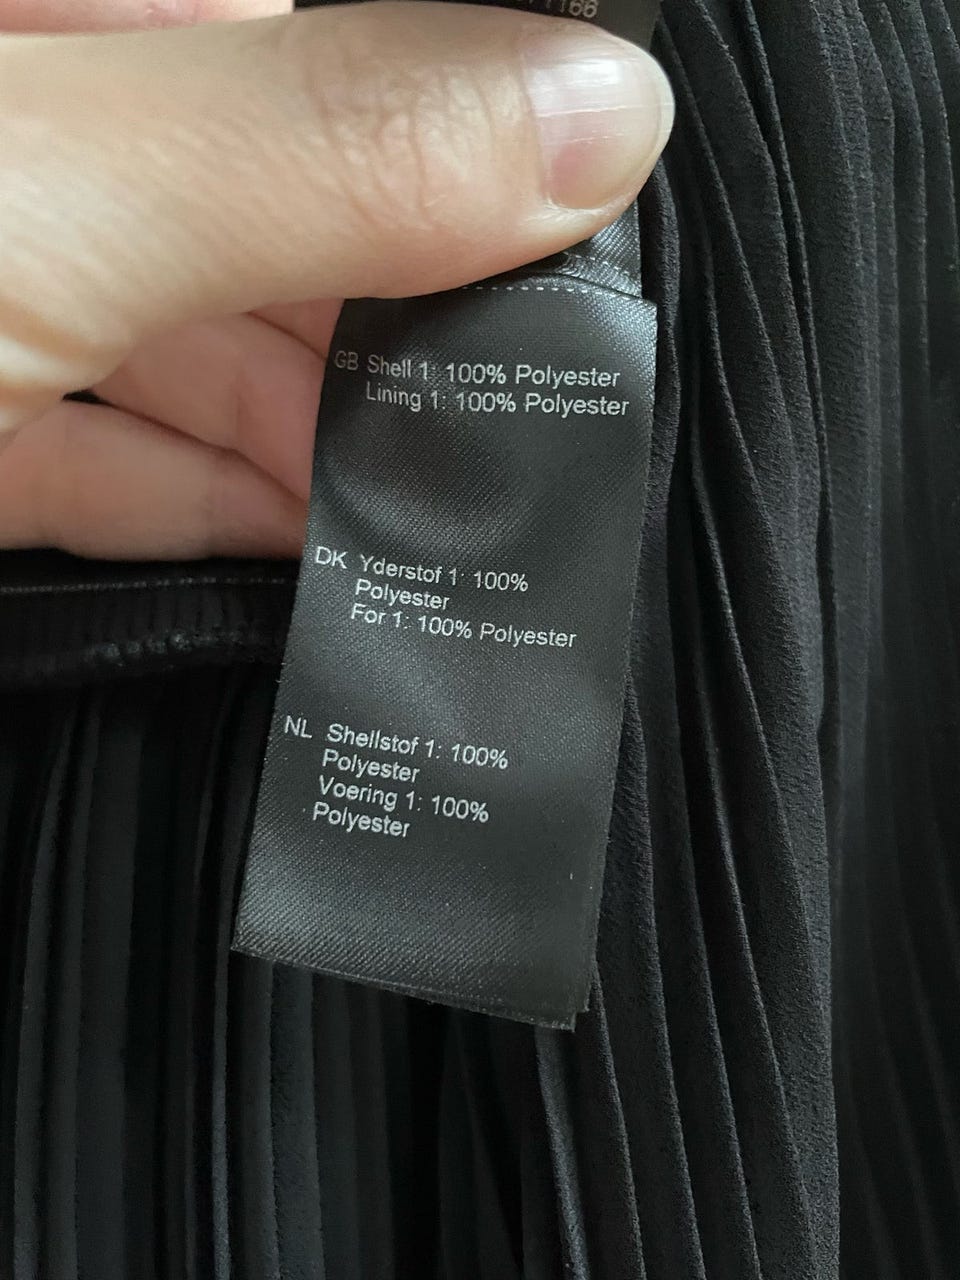 GB Shell 1: 100% Polyester
Lining 1: 100% Polyester
DK Yderstof 1: 100%
Polyester
For 1: 100% Polyester
NL Shellstof 1: 100%
Polyester
Voering 1: 100%
Polyester